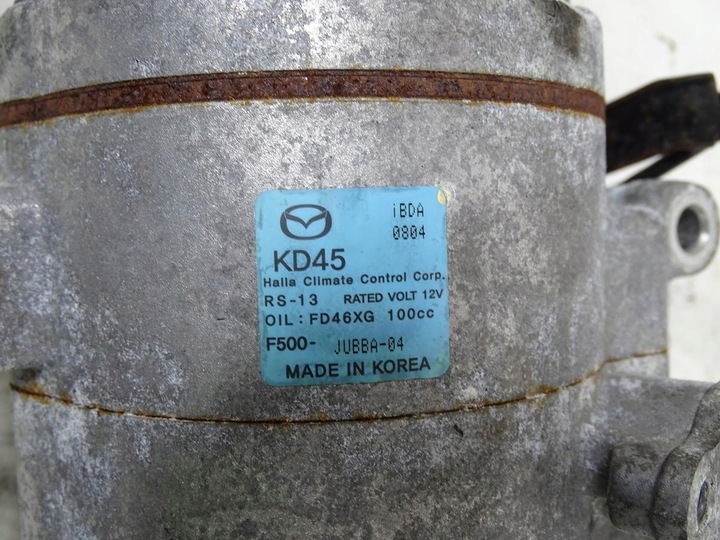 iBDA
0804
KD45
Halla Climate Control Corp.
RS-13 RATED VOLT 12V
OIL : FD46XG 100cc
F500- JUBBA-04
MADE IN KOREA